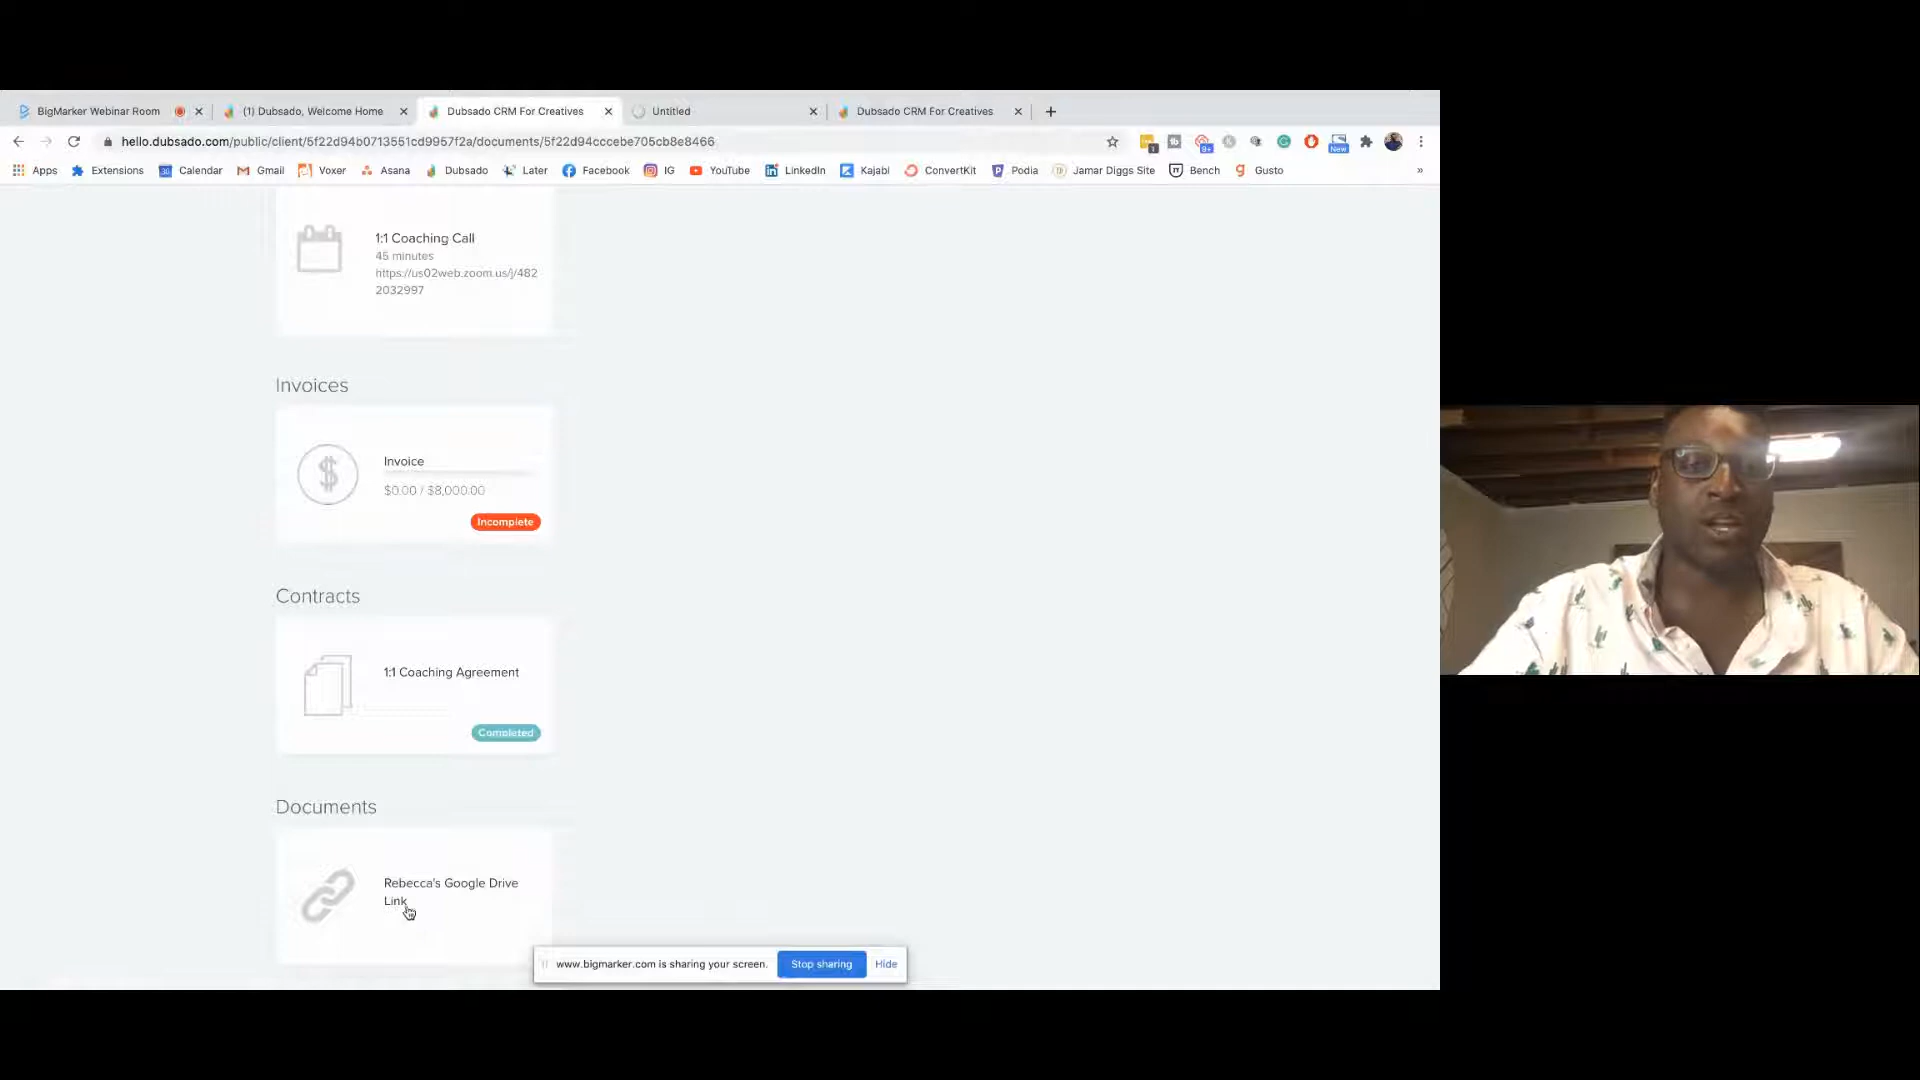 BigMarker Webinar Room
(1) Dubsado, Welcome Home
Dubsado CRM For Creatives
Untitled
Dubsado CRM For Creatives
hello.dubsado.com/public/client/5f22d94b0713551cd9957f2a/documents/5f22d94cccebe705cb8e8466
New
Apps
Extensions
Calendar
Gmail
Voxer
Asana
Dubsado
Later
Facebook
IG
YouTube
LinkedIn
Kajabi
ConvertKit
Podia
Jamar Diggs Site
Bench
Gusto
»
1:1 Coaching Call
45 minutes
https://us02web.zoom.us/j/482
2032997
Invoices
Invoice
$0.00 / $8,000.00
Incomplete
Contracts
1:1 Coaching Agreement
Completed
Documents
Rebecca's Google Drive
Link
www.bigmarker.com is sharing your screen.
Stop sharing
Hide